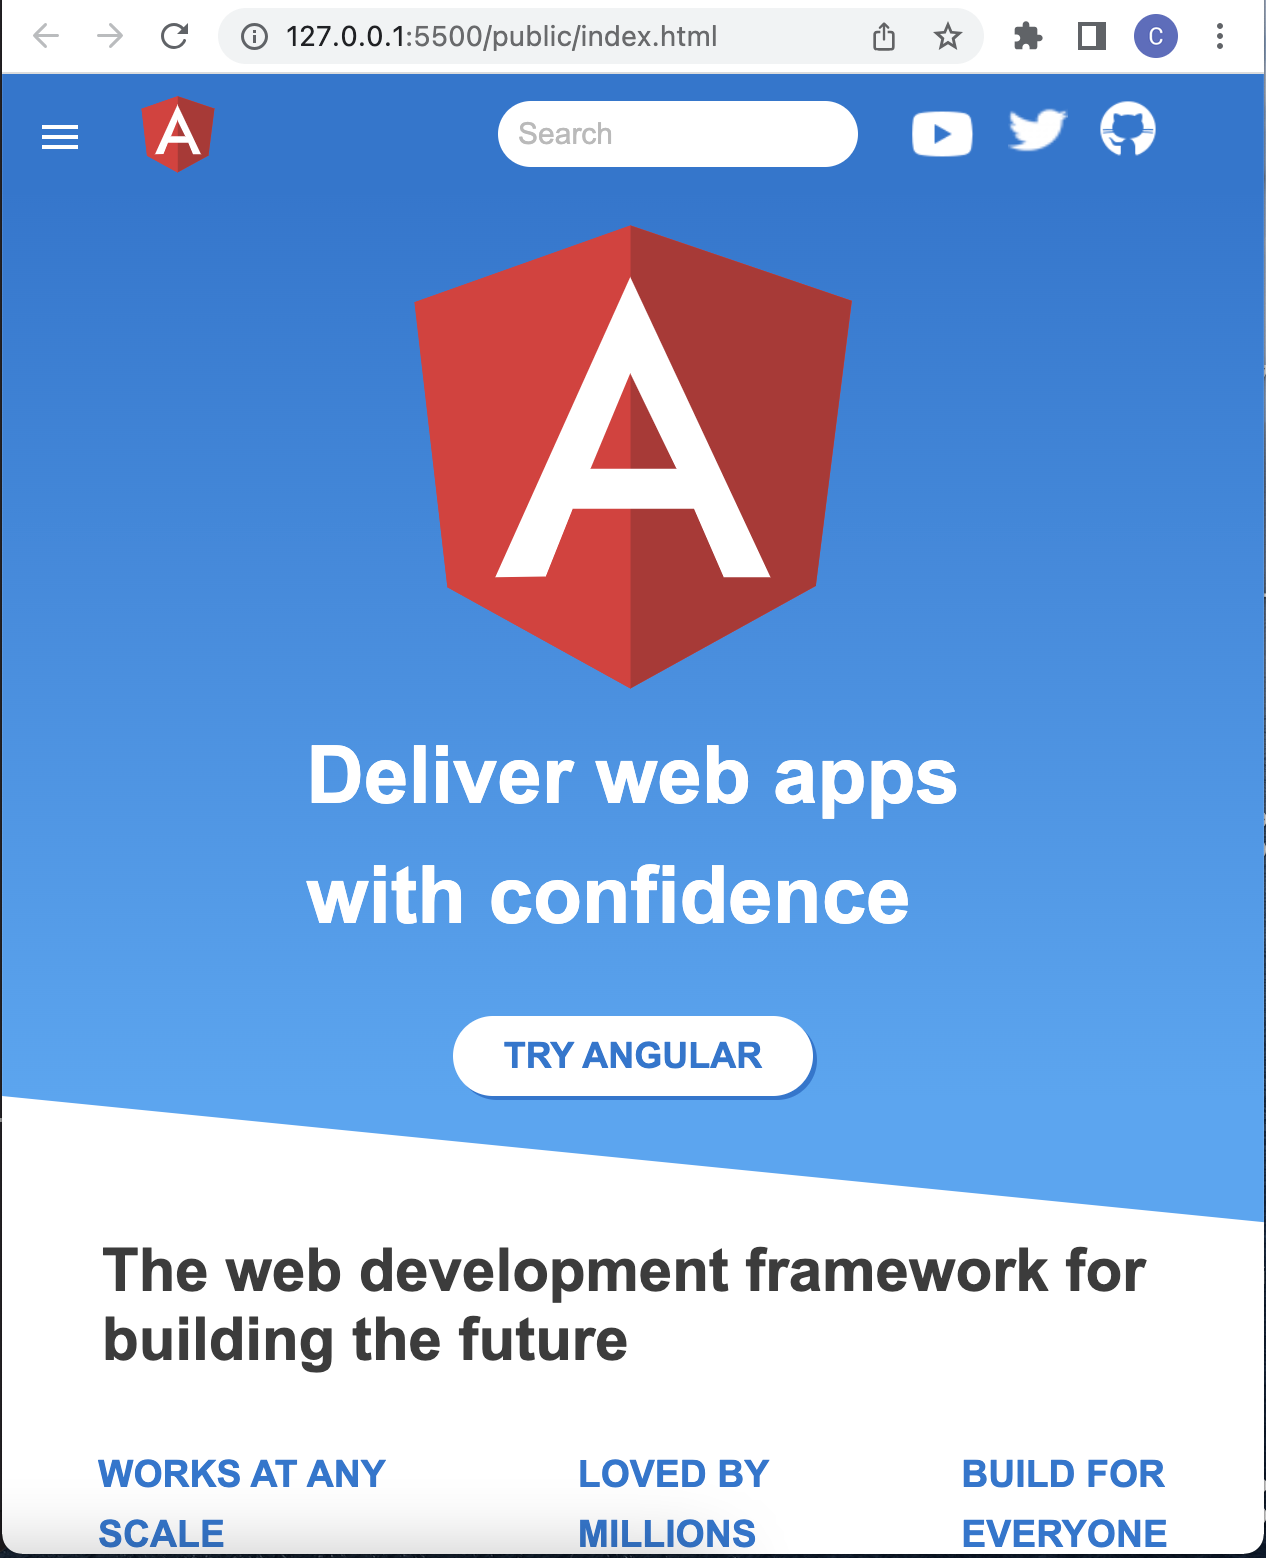 127.0.0.1:5500/public/index.html
C
A
Search
A
Deliver web apps
with confidence
TRY ANGULAR
The web development framework for
building the future
WORKS AT ANY
SCALE
LOVED BY
MILLIONS
BUILD FOR
EVERYONE